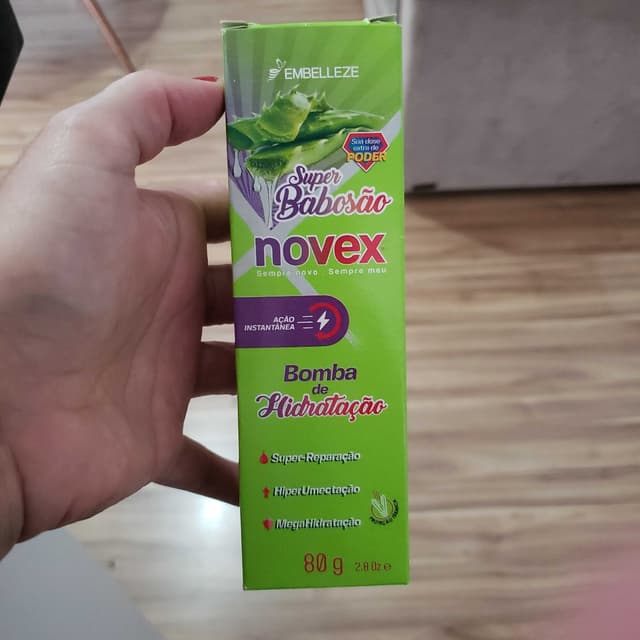 EMBELLEZE
Sua dose
extra de
PODER
Super
Babosão
novex
Sempre novo. Sempre meu
AÇÃO
INSTANTÂNEA
Bomba
de
Hidratação
Super-Reparação
HiperUmectação
MegaHidratação
80 g 2.8 Oz e